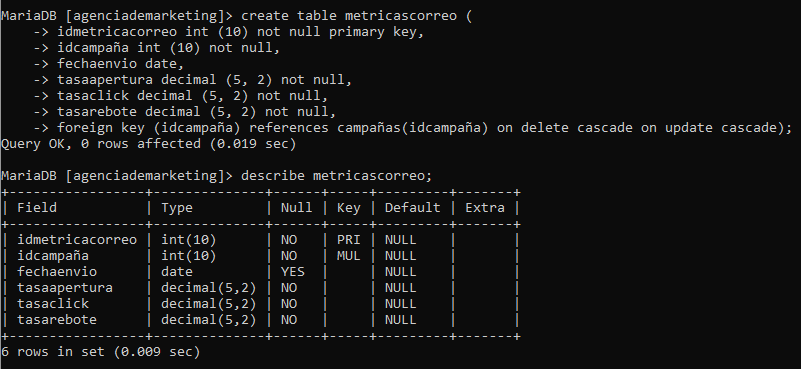 MariaDB [agenciademarketing]> create table metricascorreo (
    -> idmetricacorreo int (10) not null primary key,
    -> idcampaña int (10) not null,
    -> fechaenvio date,
    -> tasaapertura decimal (5, 2) not null,
    -> tasaclick decimal (5, 2) not null,
    -> tasarebote decimal (5, 2) not null,
    -> foreign key (idcampaña) references campañas(idcampaña) on delete cascade on update cascade);
Query OK, 0 rows affected (0.019 sec)

MariaDB [agenciademarketing]> describe metricascorreo;
+-----------------+--------------+------+-----+---------+-------+
| Field           | Type         | Null | Key | Default | Extra |
+-----------------+--------------+------+-----+---------+-------+
| idmetricacorreo | int(10)      | NO   | PRI | NULL    |       |
| idcampaña       | int(10)      | NO   | MUL | NULL    |       |
| fechaenvio      | date         | YES  |     | NULL    |       |
| tasaapertura    | decimal(5,2) | NO   |     | NULL    |       |
| tasaclick       | decimal(5,2) | NO   |     | NULL    |       |
| tasarebote      | decimal(5,2) | NO   |     | NULL    |       |
+-----------------+--------------+------+-----+---------+-------+
6 rows in set (0.009 sec)